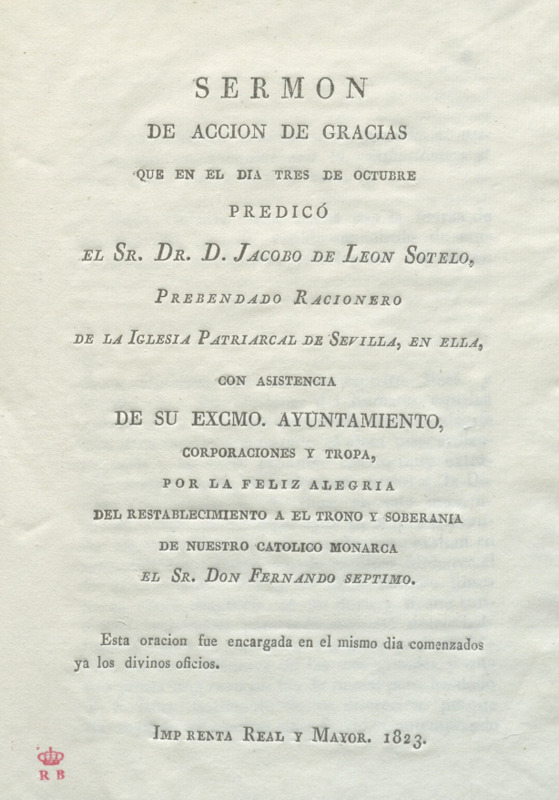 SERMON
DE ACCION DE GRACIAS
QUE EN EL DIA TRES DE OCTUBRE
PREDICÓ
EL SR. DR. D. JACOBO DE LEON SOTELO,
PREBENDADO RACIONERO
DE LA IGLESIA PATRIARCAL DE SEVILLA, EN ELLA,
CON ASISTENCIA
DE SU EXCMO. AYUNTAMIENTO,
CORPORACIONES Y TROPA,
POR LA FELIZ ALEGRIA
DEL RESTABLECIMIENTO A EL TRONO Y SOBERANIA
DE NUESTRO CATOLICO MONARCA
EL SR. DON FERNANDO SEPTIMO.
Esta oracion fue encargada en el mismo dia comenzados
ya los divinos oficios.
IMPRENTA REAL Y MAYOR. 1823.
R B